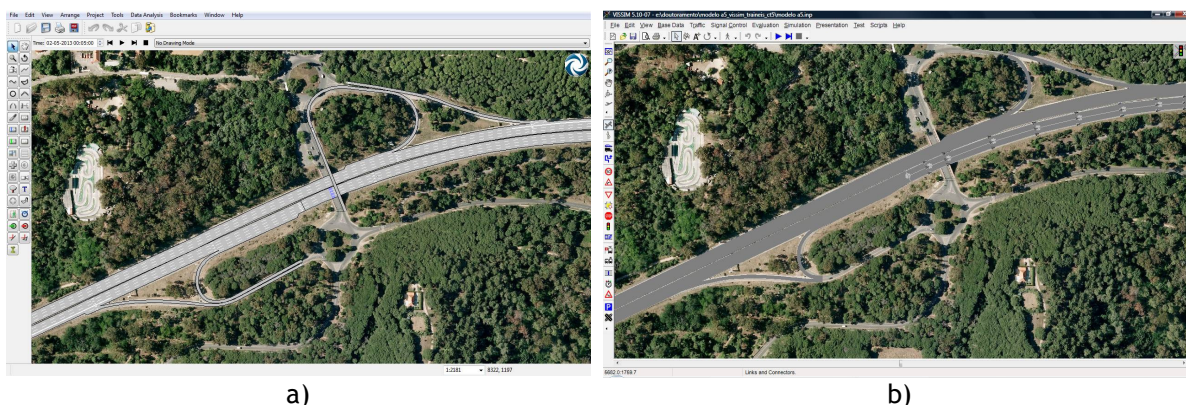 File Edit View Arrange Project Tools Data Analysis Bookmarks Window Help
Time: 02-05-2013 00:05:00
No Drawing Mode.
1:2181
8322, 1197
a)
VISSIM 5.10-07 - e:\doutoramento\modelo a5_vissim_traineis_ct5\modelo a5.inp
File Edit View Base Data Traffic Signal Control Evaluation Simulation Presentation Test Scripts Help
6682.0:1769.7
Links and Connectors.
b)